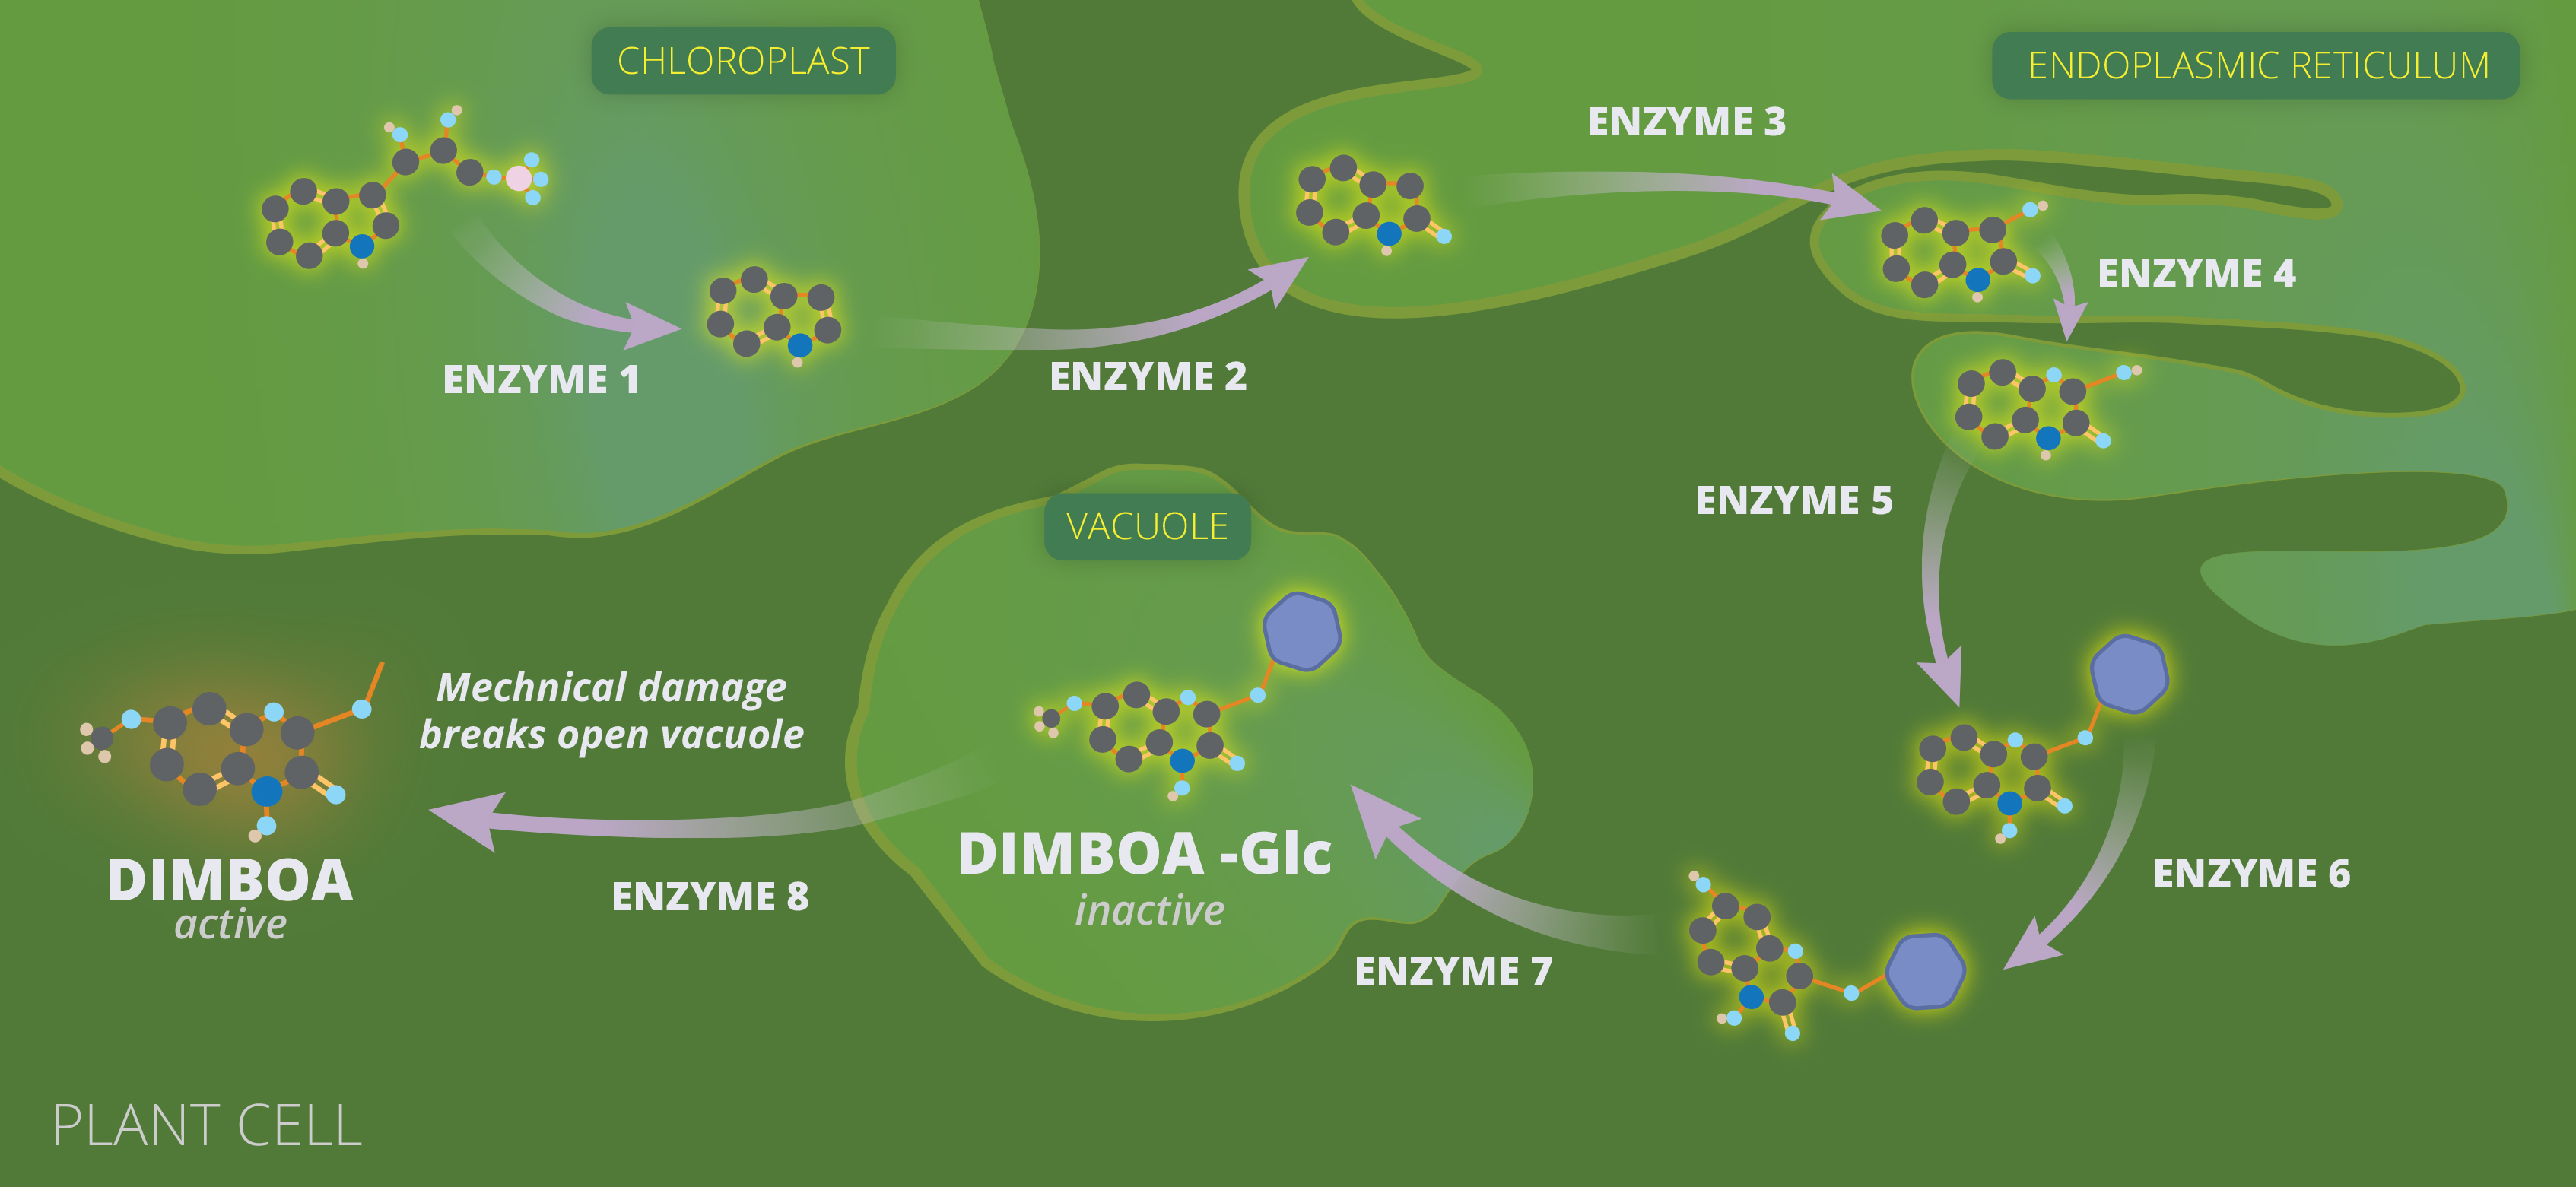 CHLOROPLAST
ENDOPLASMIC RETICULUM
ENZYME 1
ENZYME 2
ENZYME 3
ENZYME 4
ENZYME 5
ENZYME 6
ENZYME 7
VACUOLE
DIMBOA -Glc
inactive
Mechnical damage
breaks open vacuole
ENZYME 8
DIMBOA
active
PLANT CELL